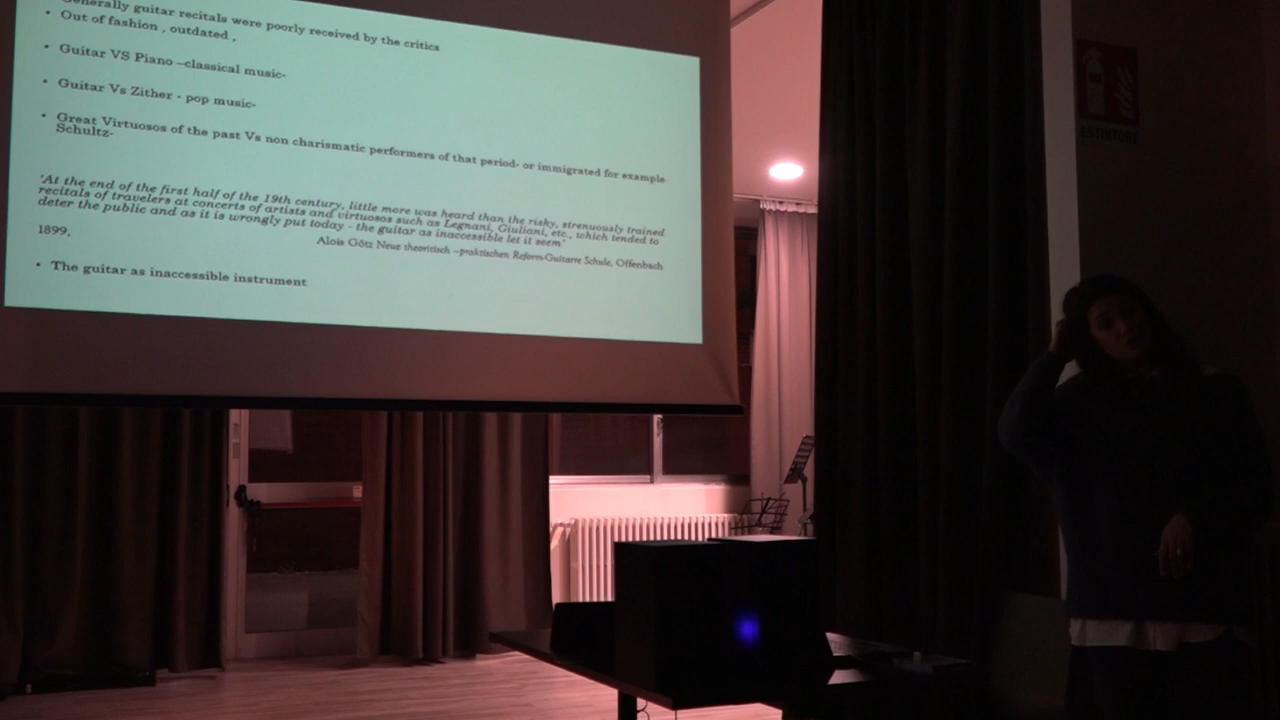 Generally guitar recitals were poorly received by the critics
• Out of fashion , outdated ,
• Guitar VS Piano –classical music-
• Guitar Vs Zither - pop music-
• Great Virtuosos of the past Vs non charismatic performers of that period- or immigrated for example
Schultz-
'At the end of the first half of the 19th century, little more was heard than the risky, strenuously trained
recitals of travelers at concerts of artists and virtuosos such as Legnani, Giuliani, etc., which tended to
deter the public and as it is wrongly put today - the guitar as inaccessible let it seem'
Alois Götz Neue theoritisch –praktischen Reform-Guitarre Schule, Offenbach
1899,
• The guitar as inaccessible instrument
ESTINTORE